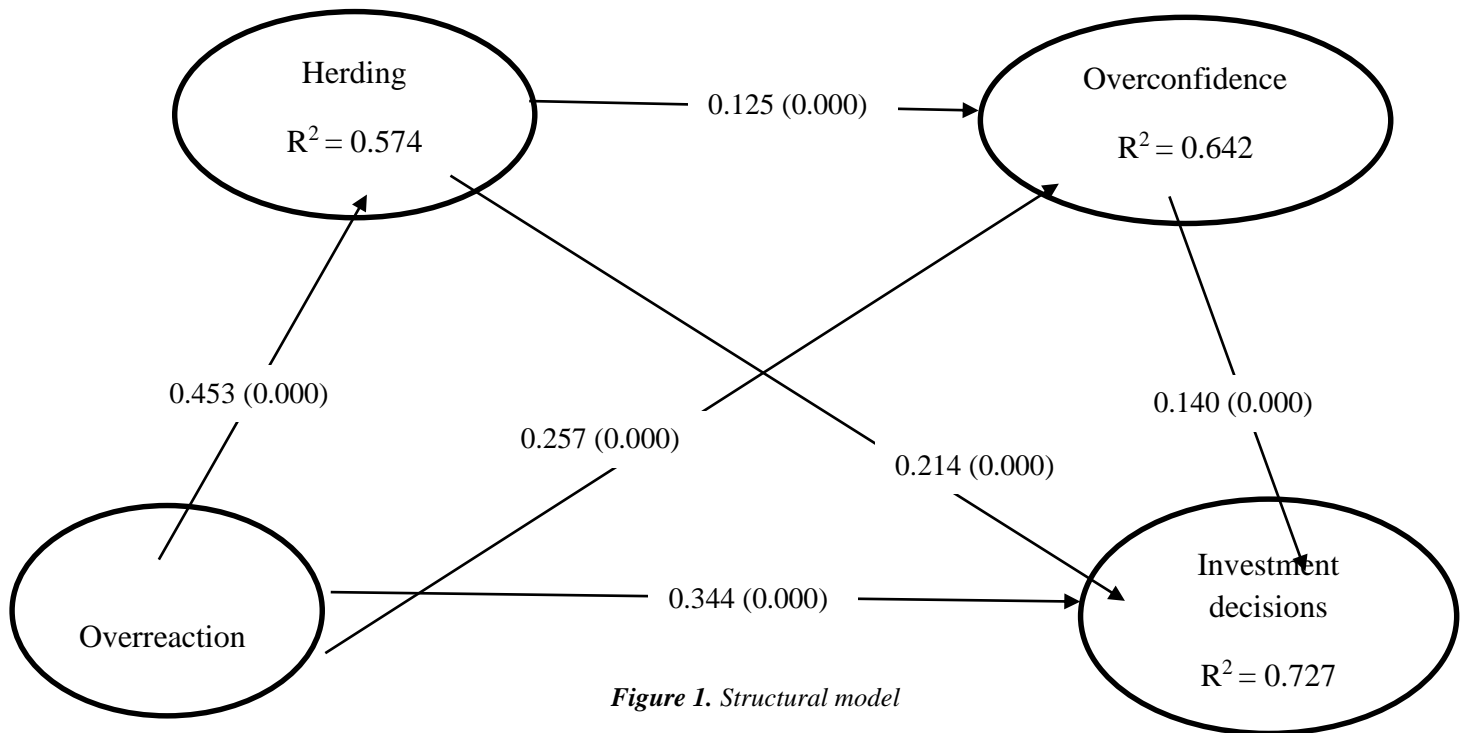 Herding
R² = 0.574
0.125 (0.000)
Overconfidence
R² = 0.642
0.453 (0.000)
0.257 (0.000)
0.214 (0.000)
0.140 (0.000)
Overreaction
0.344 (0.000)
Investment
decisions
R² = 0.727
Figure 1. Structural model